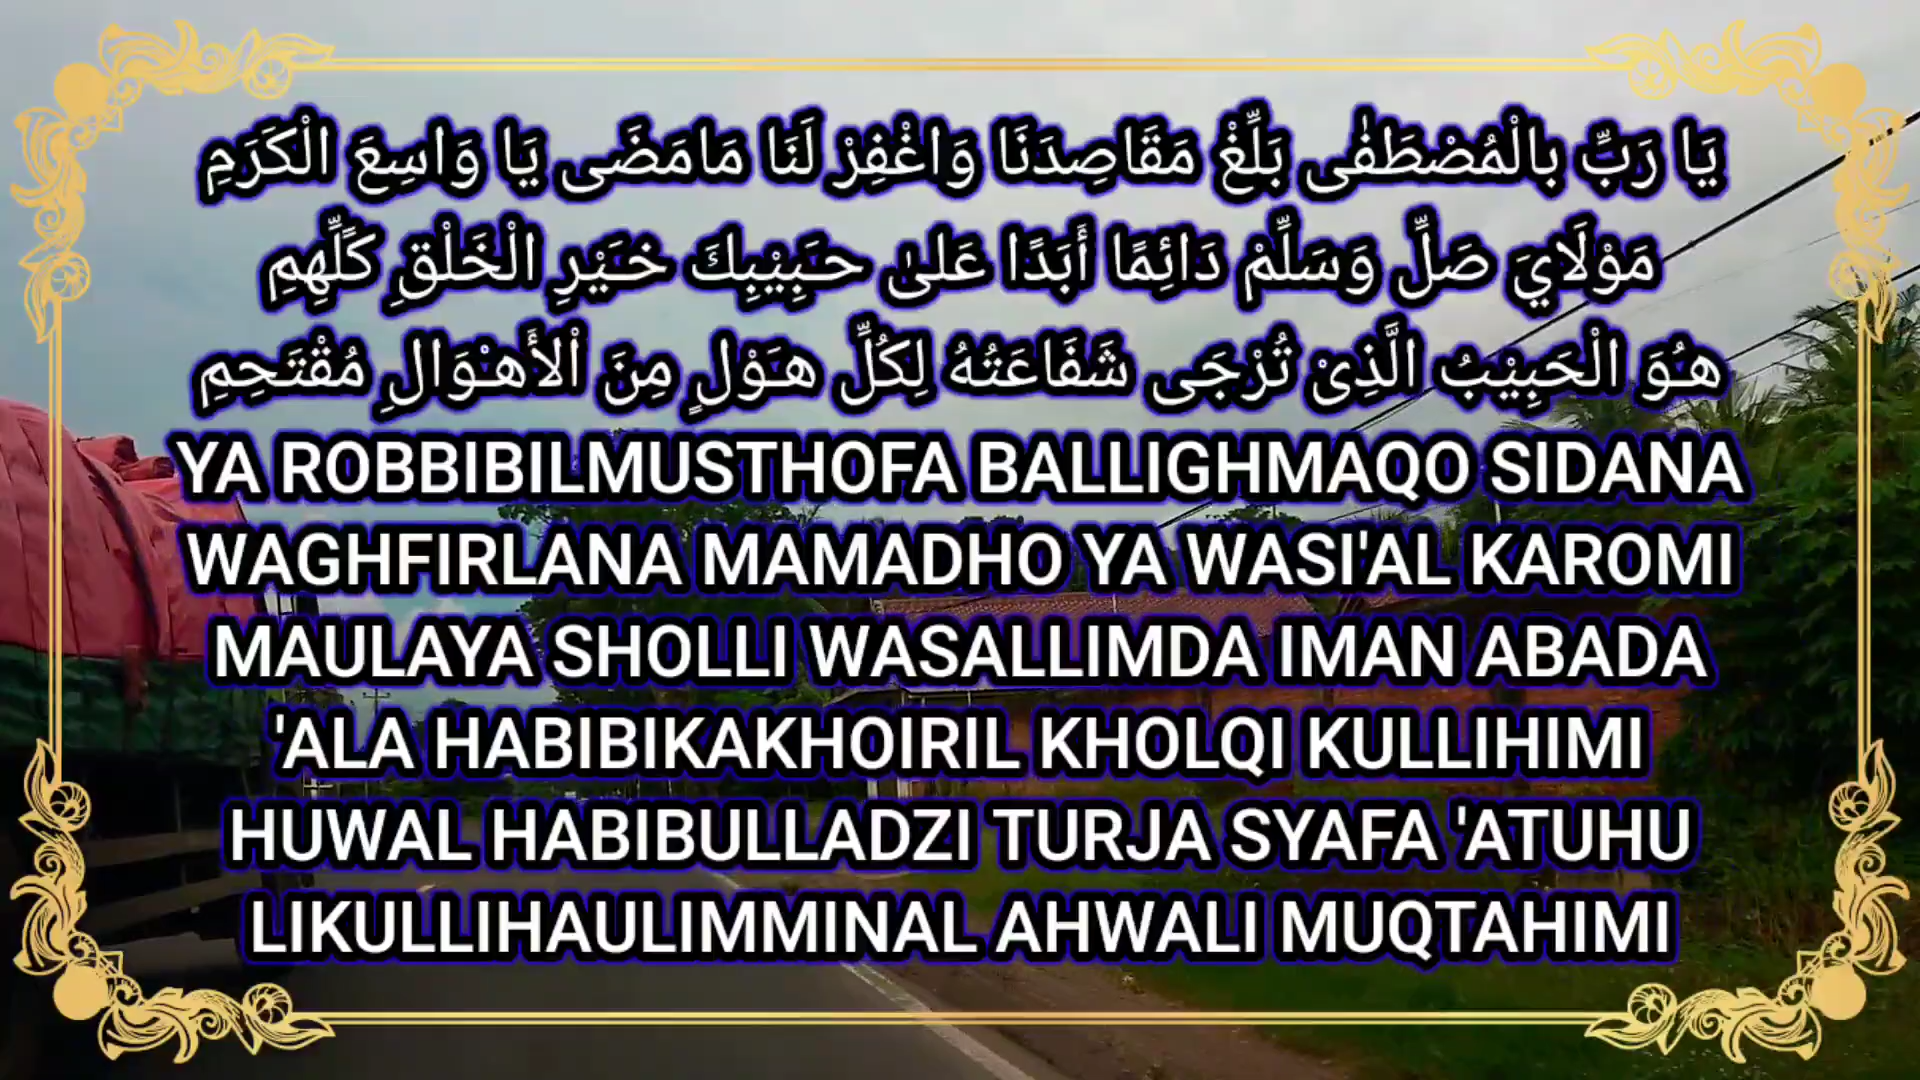 يَا رَبِّ بِالْمُصْطَفٰى بَلِّغْ مَقَاصِدَنَا وَاغْفِرْ لَنَا مَامَضَى يَا وَاسِعَ الْكَرَمِ
مَوْلَايَ صَلِّ وَسَلِّمْ دَائِمًا أَبَدًا عَلىٰ حَبِيْبِكَ خَيْرِ الْخَلْقِ كَلِّهِمِ
هُوَ الْحَبِيْبُ الَّذِىْ تُرْجَى شَفَاعَتُهُ لِكُلِّ هَوْلٍ مِنَ اْلأَهْوَالِ مُقْتَحِمِ
YA ROBBIBILMUSTHOFA BALLIGHMAQO SIDANA
WAGHFIRLANA MAMADHO YA WASI'AL KAROMI
MAULAYA SHOLLI WASALLIMDA IMAN ABADA
'ALA HABIBIKAKHOIRIL KHOLQI KULLIHIMI
HUWAL HABIBULLADZI TURJA SYAFA 'ATUHU
LIKULLIHAULIMMINAL AHWALI MUQTAHIMI